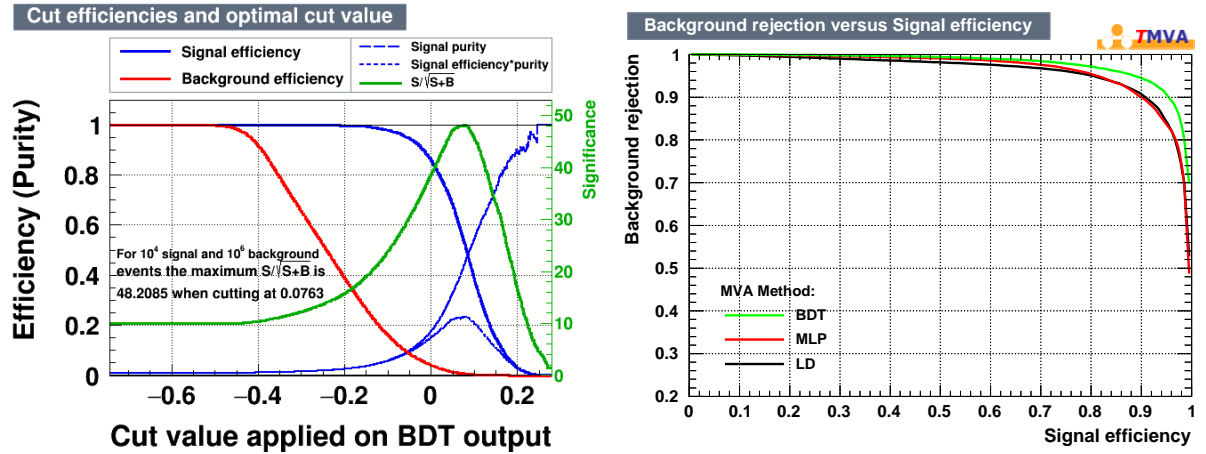 Cut efficiencies and optimal cut value
Signal efficiency
Background efficiency
Signal purity
Signal efficiency*purity
S/√S+B
Efficiency (Purity)
1
0.8
0.6
0.4
0.2
0
For 10⁴ signal and 10⁶ background
events the maximum S/√S+B is
48.2085 when cutting at 0.0763
50
40
30
20
10
0
Significance
−0.6 −0.4 −0.2 0 0.2
Cut value applied on BDT output
Background rejection versus Signal efficiency
TMVA
Background rejection
1
0.9
0.8
0.7
0.6
0.5
0.4
0.3
0.2
MVA Method:
BDT
MLP
LD
0 0.1 0.2 0.3 0.4 0.5 0.6 0.7 0.8 0.9 1
Signal efficiency